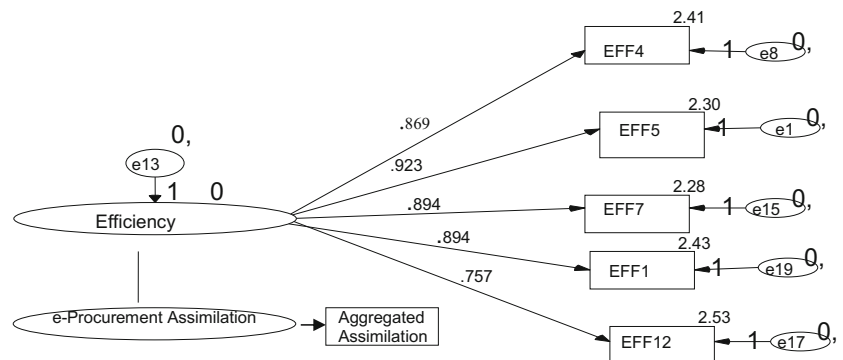 2.41
EFF4
1
e8
0,
.869
2.30
EFF5
1
e1
0,
0,
e13
1
0
.923
2.28
EFF7
1
e15
0,
Efficiency
.894
.894
2.43
EFF1
1
e19
0,
.757
e-Procurement Assimilation
Aggregated
Assimilation
2.53
EFF12
1
e17
0,